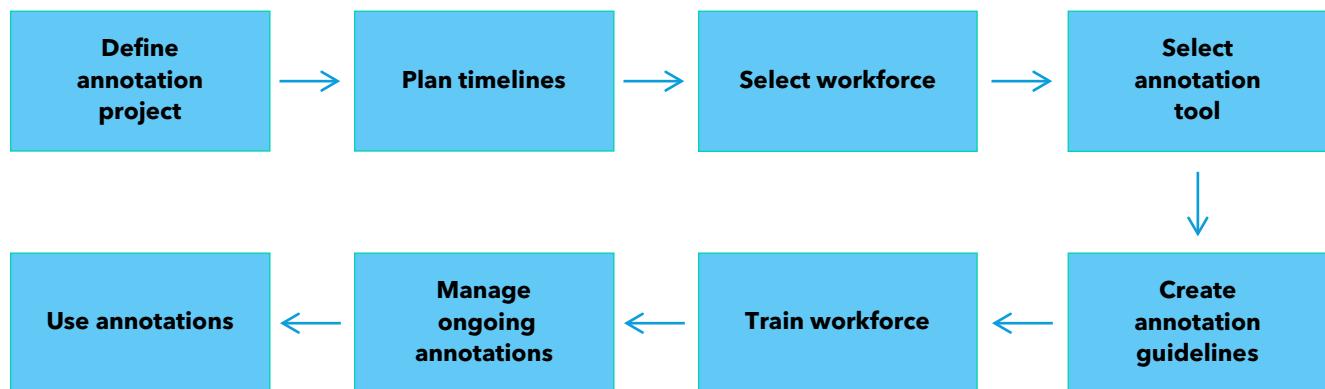 Define
annotation
project
Plan timelines
Select workforce
Select
annotation
tool
Create
annotation
guidelines
Train workforce
Manage
ongoing
annotations
Use annotations